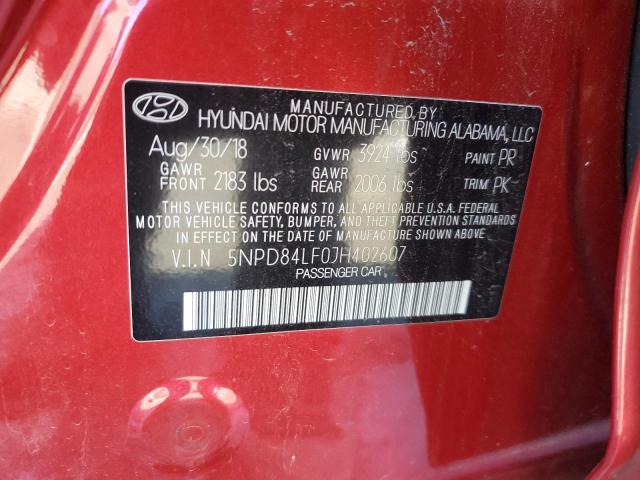 MANUFACTURED BY
HYUNDAI MOTOR MANUFACTURING ALABAMA, LLC
Aug/30/18 GVWR 3924 lbs PAINT PR
GAWR FRONT 2183 lbs GAWR REAR 2006 lbs TRIM PK
THIS VEHICLE CONFORMS TO ALL APPLICABLE U.S.A. FEDERAL
MOTOR VEHICLE SAFETY, BUMPER, AND THEFT PREVENTION STANDARDS
IN EFFECT ON THE DATE OF MANUFACTURE SHOWN ABOVE.
V.I.N 5NPD84LF0JH402607
PASSENGER CAR